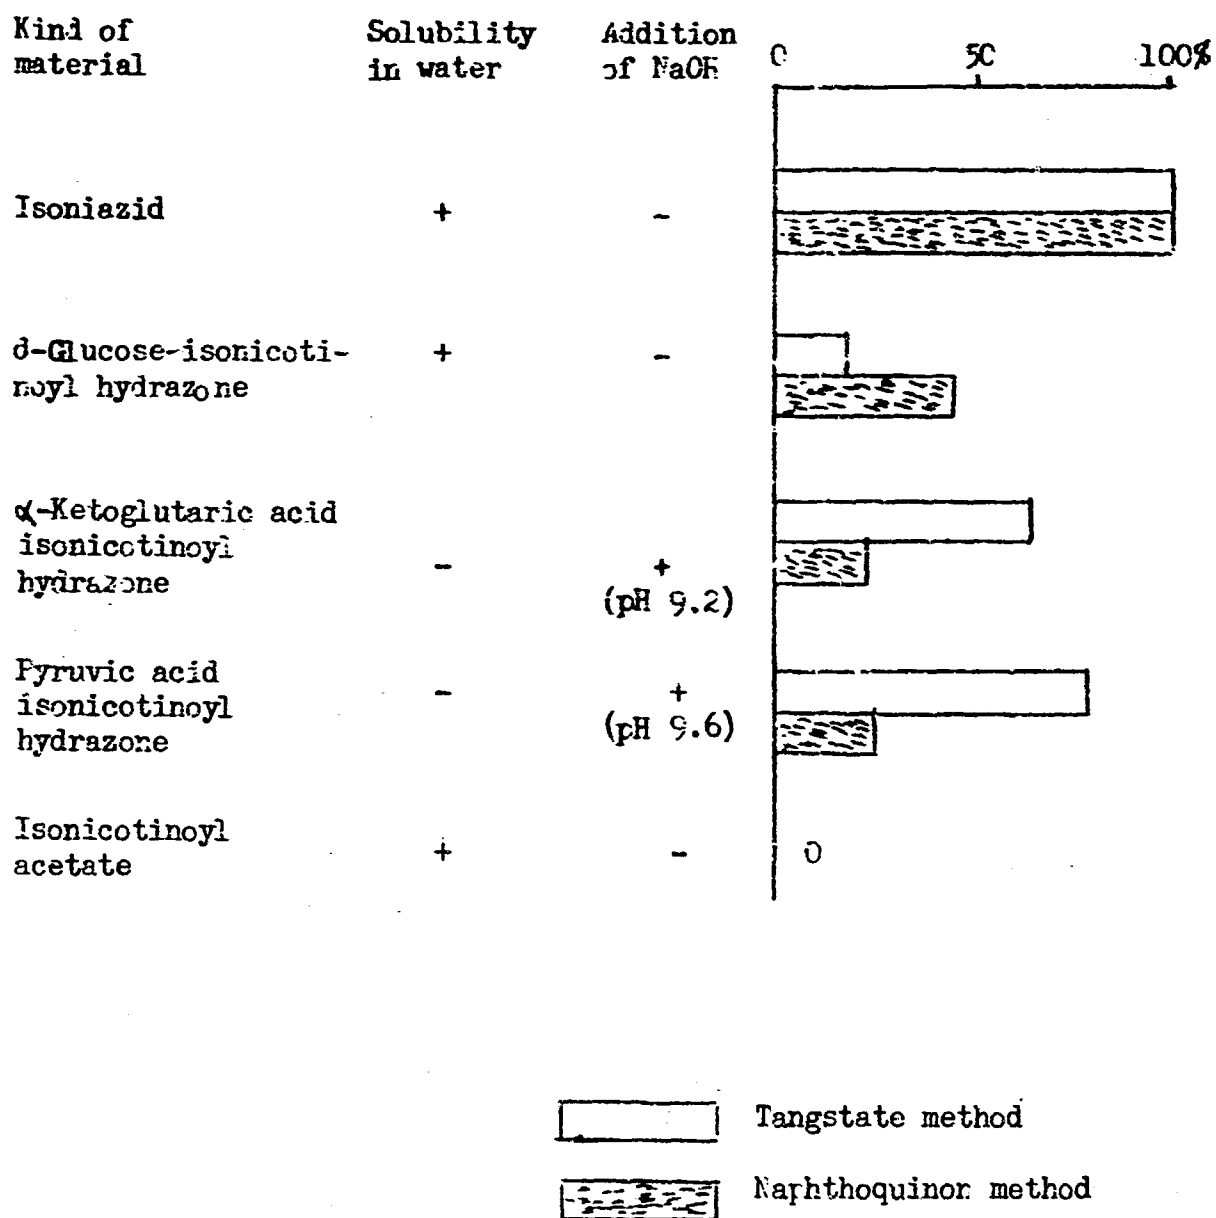 Kind of
material
Solubility
in water
Addition
of NaOH
0 50 100%
Isoniazid + -
d-Glucose-isonicoti-
noyl hydrazone
+ -
α-Ketoglutaric acid
isonicotinoyl
hydrazone
- +
(pH 9.2)
Pyruvic acid
isonicotinoyl
hydrazone
- +
(pH 9.6)
Isonicotinoyl
acetate
+ - 0
Tangstate method
Naphthoquinon method